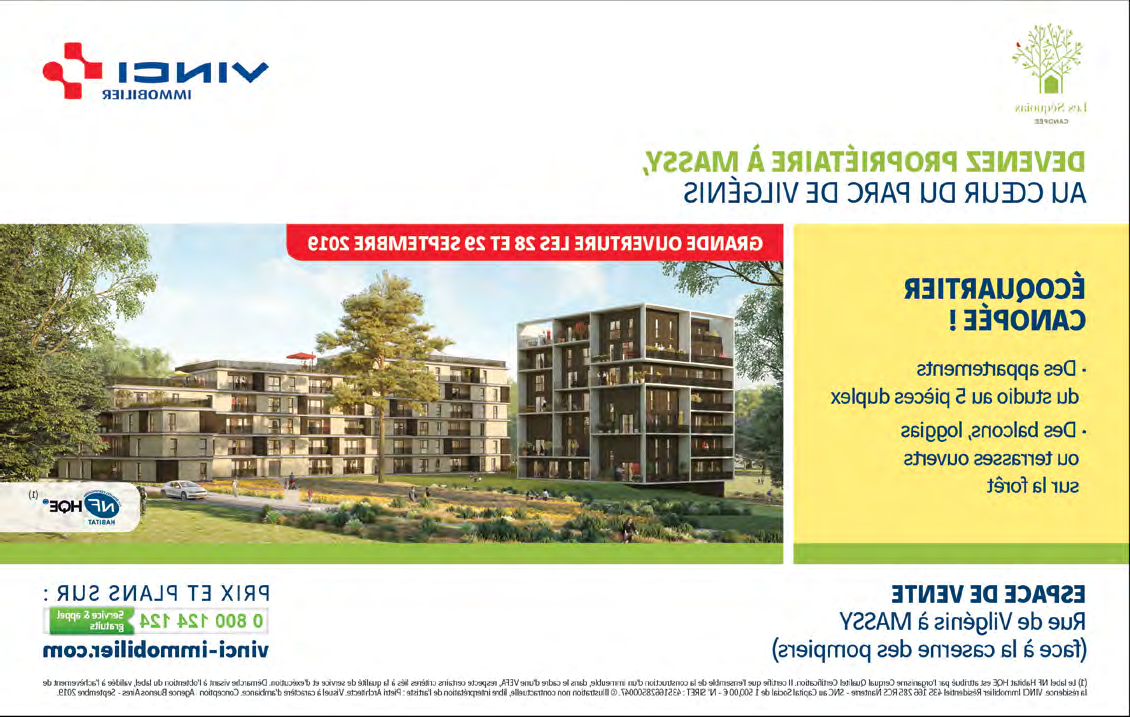 Les Séquoias
CANOPÉE
VINCI
IMMOBILIER
DEVENEZ PROPRIÉTAIRE À MASSY,
AU CŒUR DU PARC DE VILGÉNIS
GRANDE OUVERTURE LES 28 ET 29 SEPTEMBRE 2019
ÉCOQUARTIER
CANOPÉE !
• Des appartements
du studio au 5 pièces duplex
• Des balcons, loggias
ou terrasses ouverts
sur la forêt
NF HQE® (1)
HABITAT
ESPACE DE VENTE
Rue de Vilgénis à MASSY
(face à la caserne des pompiers)
PRIX ET PLANS SUR :
0 800 124 124 Service & appel
gratuits
vinci-immobilier.com
(1) Le label NF Habitat HQE est attribué par l'organisme Cerqual Qualitel Certification. Il certifie que l'ensemble de la construction d'un immeuble, dans le cadre d'une VEFA, respecte certains critères liés à la qualité de service et d'exécution. Démarche visant à l'obtention du label, validée à l'achèvement de
la résidence. VINCI Immobilier Résidentiel 435 166 285 RCS Nanterre - SNC au Capital Social de 1 500,00 € - N° SIRET : 43516628500047. © Illustration non contractuelle, libre interprétation de l'artiste : Péristyle Architecte. Visuel à caractère d'ambiance. Conception : Agence Buenos Aires - Septembre 2019.